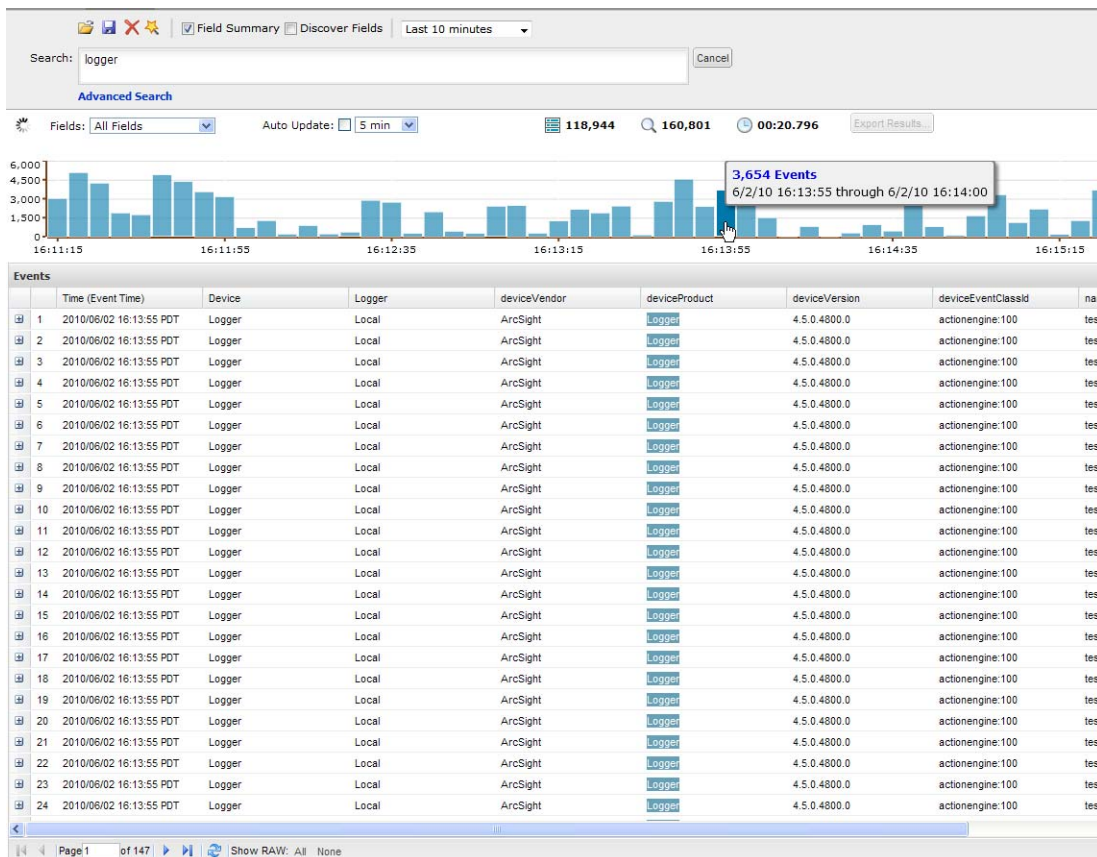 Field Summary Discover Fields Last 10 minutes
Search: logger Cancel
Advanced Search
Fields: All Fields Auto Update: 5 min 118,944 160,801 00:20.796 Export Results...
6,000
4,500
3,000
1,500
0
3,654 Events
6/2/10 16:13:55 through 6/2/10 16:14:00
16:11:15 16:11:55 16:12:35 16:13:15 16:13:55 16:14:35 16:15:15
Events
Time (Event Time) Device Logger deviceVendor deviceProduct deviceVersion deviceEventClassId na
1 2010/06/02 16:13:55 PDT Logger Local ArcSight Logger 4.5.0.4800.0 actionengine:100 tes
2 2010/06/02 16:13:55 PDT Logger Local ArcSight Logger 4.5.0.4800.0 actionengine:100 tes
3 2010/06/02 16:13:55 PDT Logger Local ArcSight Logger 4.5.0.4800.0 actionengine:100 tes
4 2010/06/02 16:13:55 PDT Logger Local ArcSight Logger 4.5.0.4800.0 actionengine:100 tes
5 2010/06/02 16:13:55 PDT Logger Local ArcSight Logger 4.5.0.4800.0 actionengine:100 tes
6 2010/06/02 16:13:55 PDT Logger Local ArcSight Logger 4.5.0.4800.0 actionengine:100 tes
7 2010/06/02 16:13:55 PDT Logger Local ArcSight Logger 4.5.0.4800.0 actionengine:100 tes
8 2010/06/02 16:13:55 PDT Logger Local ArcSight Logger 4.5.0.4800.0 actionengine:100 tes
9 2010/06/02 16:13:55 PDT Logger Local ArcSight Logger 4.5.0.4800.0 actionengine:100 tes
10 2010/06/02 16:13:55 PDT Logger Local ArcSight Logger 4.5.0.4800.0 actionengine:100 tes
11 2010/06/02 16:13:55 PDT Logger Local ArcSight Logger 4.5.0.4800.0 actionengine:100 tes
12 2010/06/02 16:13:55 PDT Logger Local ArcSight Logger 4.5.0.4800.0 actionengine:100 tes
13 2010/06/02 16:13:55 PDT Logger Local ArcSight Logger 4.5.0.4800.0 actionengine:100 tes
14 2010/06/02 16:13:55 PDT Logger Local ArcSight Logger 4.5.0.4800.0 actionengine:100 tes
15 2010/06/02 16:13:55 PDT Logger Local ArcSight Logger 4.5.0.4800.0 actionengine:100 tes
16 2010/06/02 16:13:55 PDT Logger Local ArcSight Logger 4.5.0.4800.0 actionengine:100 tes
17 2010/06/02 16:13:55 PDT Logger Local ArcSight Logger 4.5.0.4800.0 actionengine:100 tes
18 2010/06/02 16:13:55 PDT Logger Local ArcSight Logger 4.5.0.4800.0 actionengine:100 tes
19 2010/06/02 16:13:55 PDT Logger Local ArcSight Logger 4.5.0.4800.0 actionengine:100 tes
20 2010/06/02 16:13:55 PDT Logger Local ArcSight Logger 4.5.0.4800.0 actionengine:100 tes
21 2010/06/02 16:13:55 PDT Logger Local ArcSight Logger 4.5.0.4800.0 actionengine:100 tes
22 2010/06/02 16:13:55 PDT Logger Local ArcSight Logger 4.5.0.4800.0 actionengine:100 tes
23 2010/06/02 16:13:55 PDT Logger Local ArcSight Logger 4.5.0.4800.0 actionengine:100 tes
24 2010/06/02 16:13:55 PDT Logger Local ArcSight Logger 4.5.0.4800.0 actionengine:100 tes
Page 1 of 147 Show RAW: All None